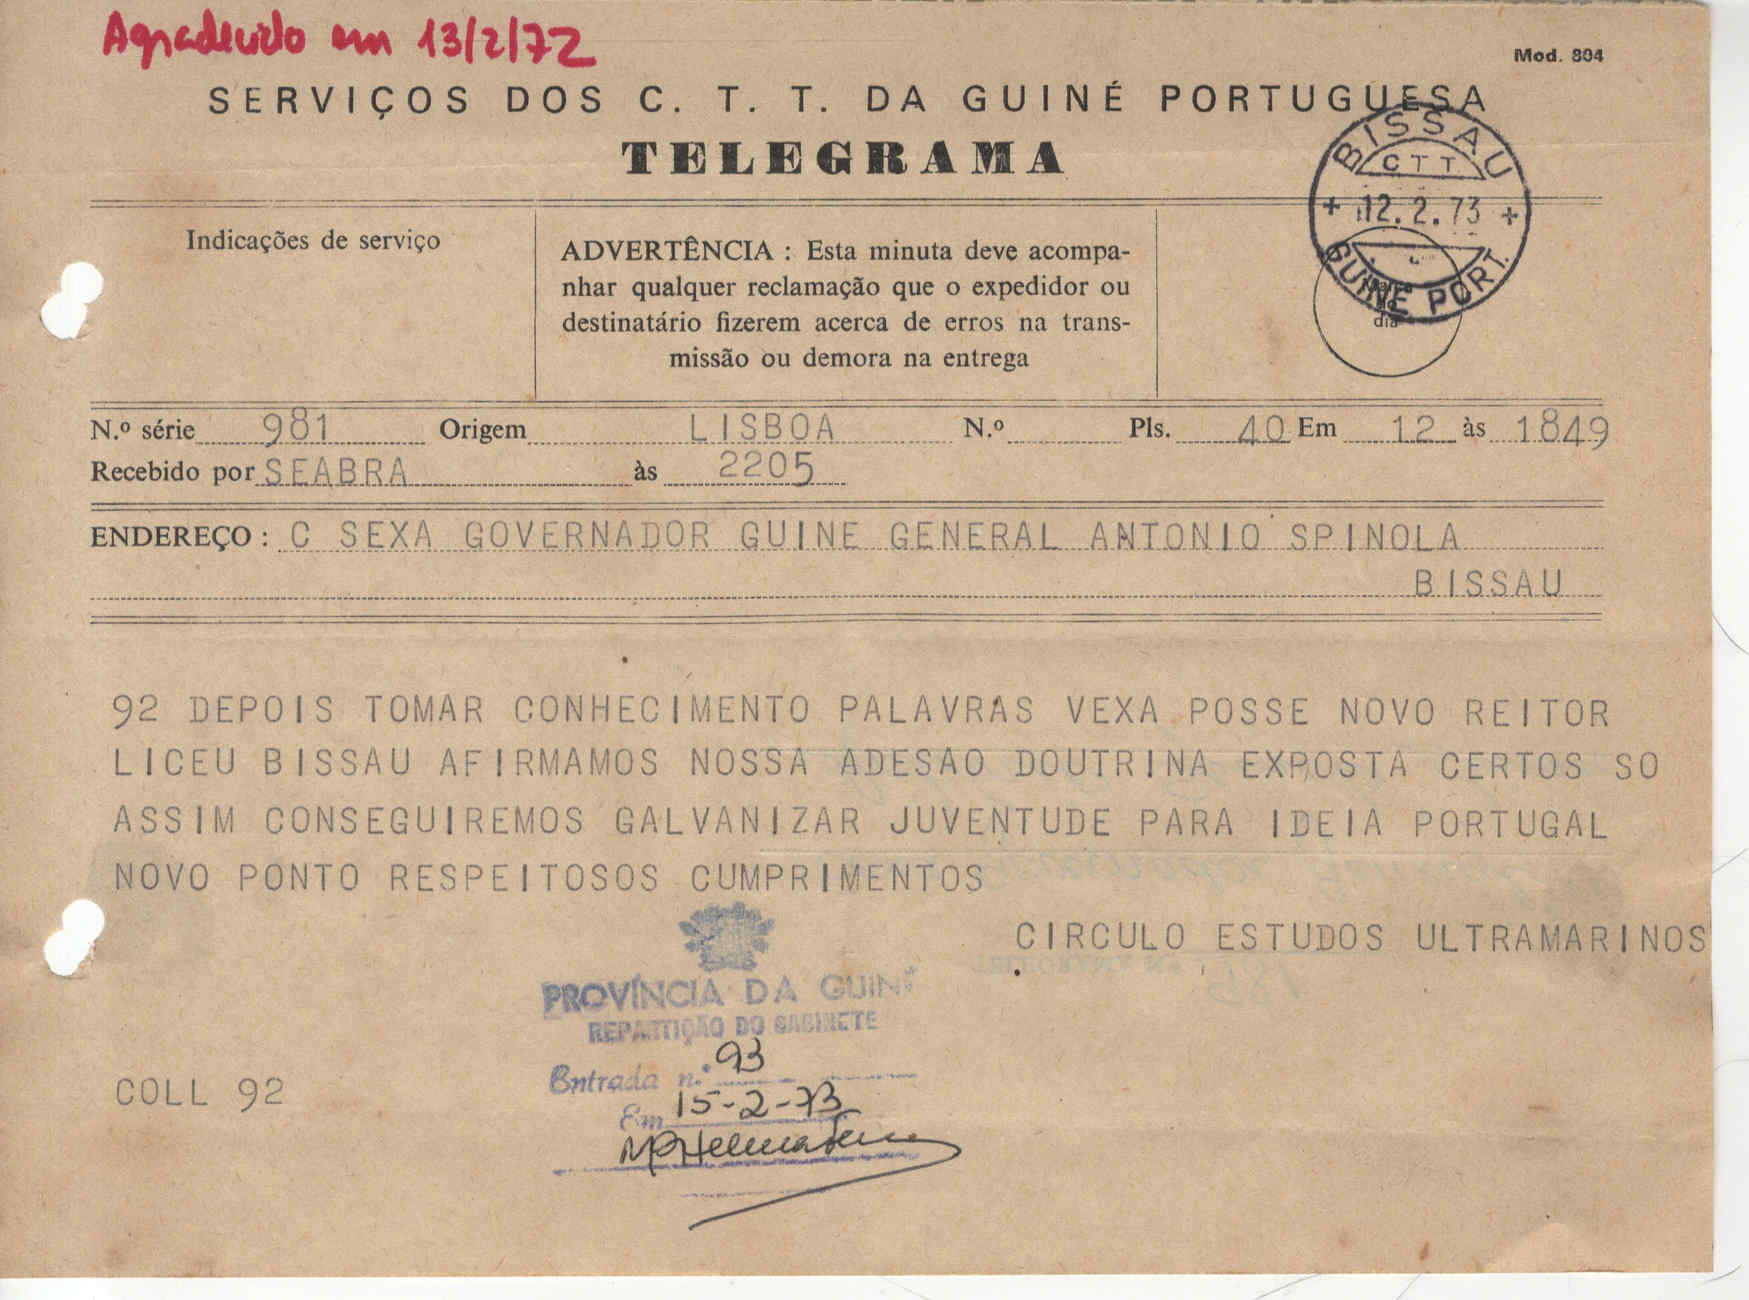 Agradecido em 13/2/72
Mod. 804
SERVIÇOS DOS C. T. T. DA GUINÉ PORTUGUESA
TELEGRAMA
BISSAU
CTT
12.2.73
GUINÉ PORT.
Indicações de serviço
ADVERTÊNCIA : Esta minuta deve acompa-
nhar qualquer reclamação que o expedidor ou
destinatário fizerem acerca de erros na trans-
missão ou demora na entrega
dia
N.º série 981 Origem LISBOA N.º Pls. 40 Em 12 às 1849
Recebido por SEABRA às 2205
ENDEREÇO : C SEXA GOVERNADOR GUINE GENERAL ANTONIO SPINOLA
BISSAU
92 DEPOIS TOMAR CONHECIMENTO PALAVRAS VEXA POSSE NOVO REITOR
LICEU BISSAU AFIRMAMOS NOSSA ADESAO DOUTRINA EXPOSTA CERTOS SO
ASSIM CONSEGUIREMOS GALVANIZAR JUVENTUDE PARA IDEIA PORTUGAL
NOVO PONTO RESPEITOSOS CUMPRIMENTOS
CIRCULO ESTUDOS ULTRAMARINOS
PROVÍNCIA DA GUINÉ
REPARTIÇÃO DO GABINETE
Entrada n.º 93
Em 15-2-73
COLL 92